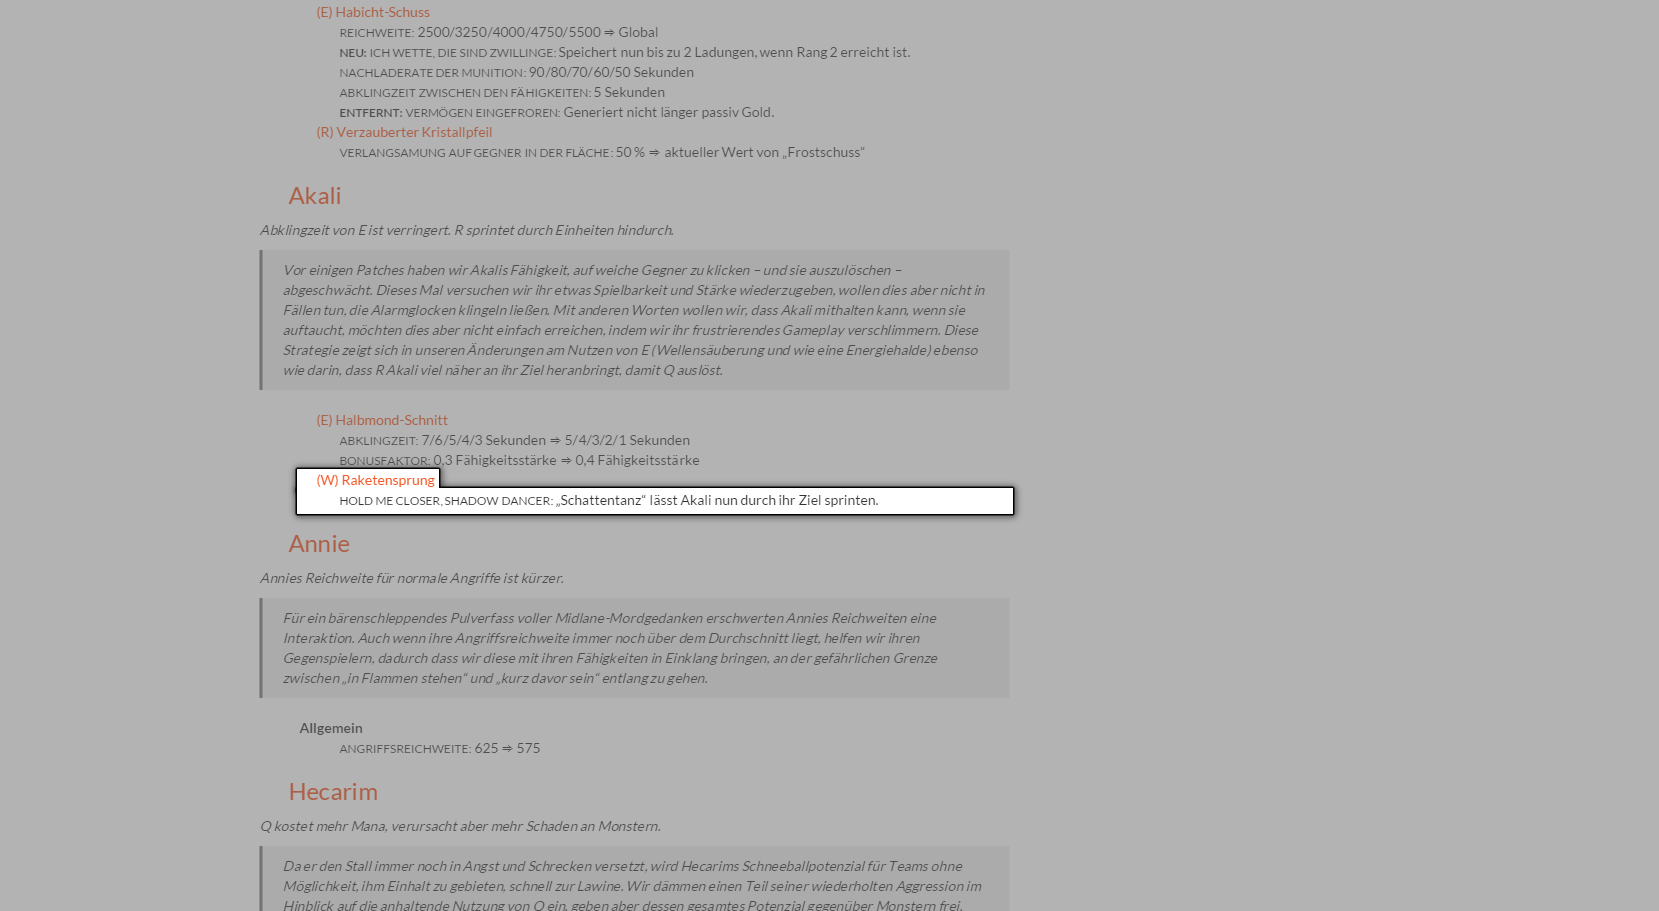 (E) Habicht-Schuss
REICHWEITE: 2500/3250/4000/4750/5500 ⇒ Global
NEU: ICH WETTE, DIE SIND ZWILLINGE: Speichert nun bis zu 2 Ladungen, wenn Rang 2 erreicht ist.
NACHLADERATE DER MUNITION: 90/80/70/60/50 Sekunden
ABKLINGZEIT ZWISCHEN DEN FÄHIGKEITEN: 5 Sekunden
ENTFERNT: VERMÖGEN EINGEFROREN: Generiert nicht länger passiv Gold.
(R) Verzauberter Kristallpfeil
VERLANGSAMUNG AUF GEGNER IN DER FLÄCHE: 50 % ⇒ aktueller Wert von „Frostschuss“
Akali
Abklingzeit von E ist verringert. R sprintet durch Einheiten hindurch.
Vor einigen Patches haben wir Akalis Fähigkeit, auf weiche Gegner zu klicken – und sie auszulöschen –
abgeschwächt. Dieses Mal versuchen wir ihr etwas Spielbarkeit und Stärke wiederzugeben, wollen dies aber nicht in
Fällen tun, die Alarmglocken klingeln ließen. Mit anderen Worten wollen wir, dass Akali mithalten kann, wenn sie
auftaucht, möchten dies aber nicht einfach erreichen, indem wir ihr frustrierendes Gameplay verschlimmern. Diese
Strategie zeigt sich in unseren Änderungen am Nutzen von E (Wellensäuberung und wie eine Energiehalde) ebenso
wie darin, dass R Akali viel näher an ihr Ziel heranbringt, damit Q auslöst.
(E) Halbmond-Schnitt
ABKLINGZEIT: 7/6/5/4/3 Sekunden ⇒ 5/4/3/2/1 Sekunden
BONUSFAKTOR: 0,3 Fähigkeitsstärke ⇒ 0,4 Fähigkeitsstärke
(W) Raketensprung
HOLD ME CLOSER, SHADOW DANCER: „Schattentanz“ lässt Akali nun durch ihr Ziel sprinten.
Annie
Annies Reichweite für normale Angriffe ist kürzer.
Für ein bärenschleppendes Pulverfass voller Midlane-Mordgedanken erschwerten Annies Reichweiten eine
Interaktion. Auch wenn ihre Angriffsreichweite immer noch über dem Durchschnitt liegt, helfen wir ihren
Gegenspielern, dadurch dass wir diese mit ihren Fähigkeiten in Einklang bringen, an der gefährlichen Grenze
zwischen „in Flammen stehen“ und „kurz davor sein“ entlang zu gehen.
Allgemein
ANGRIFFSREICHWEITE: 625 ⇒ 575
Hecarim
Q kostet mehr Mana, verursacht aber mehr Schaden an Monstern.
Da er den Stall immer noch in Angst und Schrecken versetzt, wird Hecarims Schneeballpotenzial für Teams ohne
Möglichkeit, ihm Einhalt zu gebieten, schnell zur Lawine. Wir dämmen einen Teil seiner wiederholten Aggression im
Hinblick auf die anhaltende Nutzung von Q ein, geben aber dessen gesamtes Potenzial gegenüber Monstern frei,